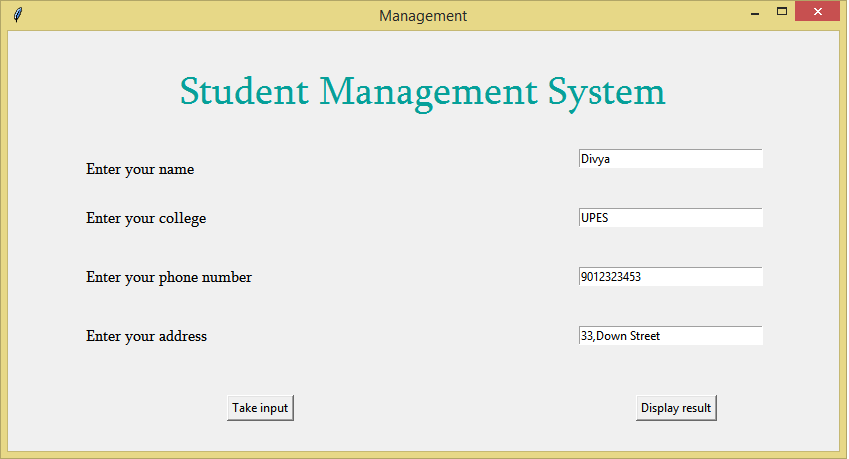 Management
Student Management System
Enter your name
Divya
Enter your college
UPES
Enter your phone number
9012323453
Enter your address
33,Down Street
Take input
Display result